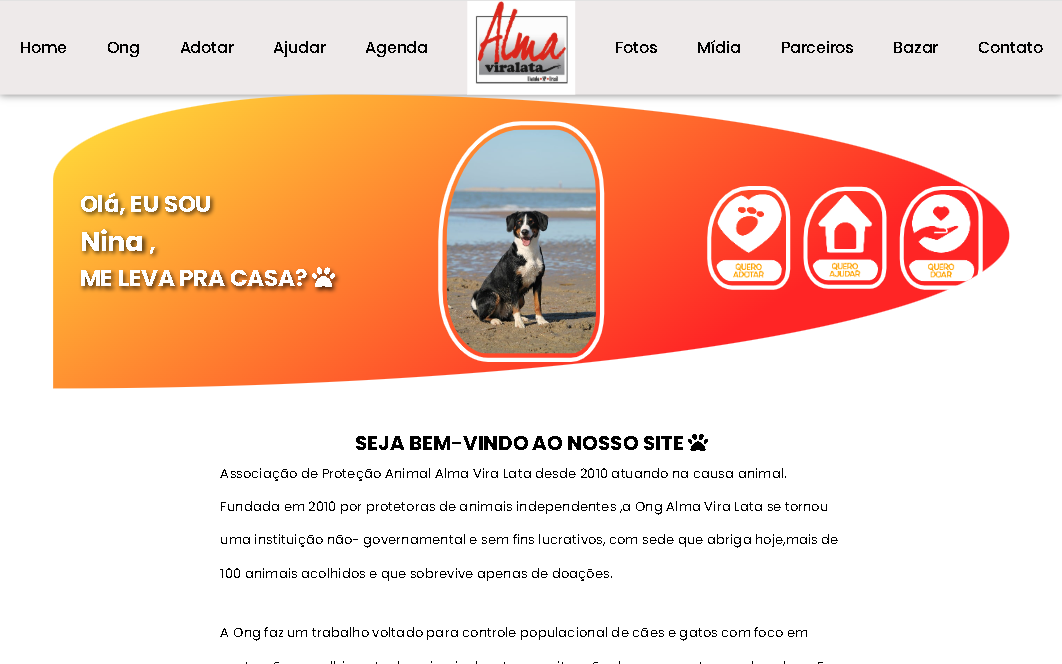 Home Ong Adotar Ajudar Agenda Alma viralata Fotos Mídia Parceiros Bazar Contato
Olá, EU SOU
Nina ,
ME LEVA PRA CASA?
QUERO ADOTAR
QUERO AJUDAR
QUERO DOAR
SEJA BEM-VINDO AO NOSSO SITE
Associação de Proteção Animal Alma Vira Lata desde 2010 atuando na causa animal.
Fundada em 2010 por protetoras de animais independentes ,a Ong Alma Vira Lata se tornou
uma instituição não- governamental e sem fins lucrativos, com sede que abriga hoje,mais de
100 animais acolhidos e que sobrevive apenas de doações.
A Ong faz um trabalho voltado para controle populacional de cães e gatos com foco em